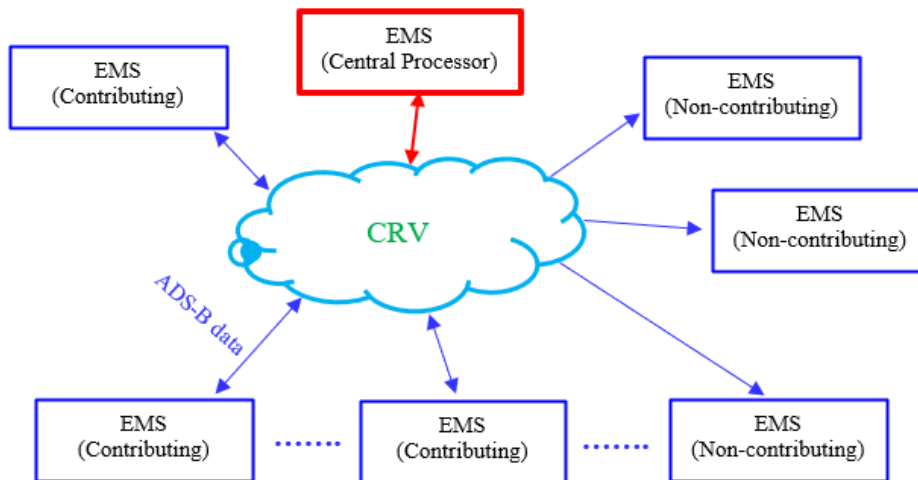 EMS
(Central Processor)
EMS
(Contributing)
EMS
(Non-contributing)
EMS
(Non-contributing)
CRV
ADS-B data
EMS
(Contributing)
EMS
(Contributing)
EMS
(Non-contributing)